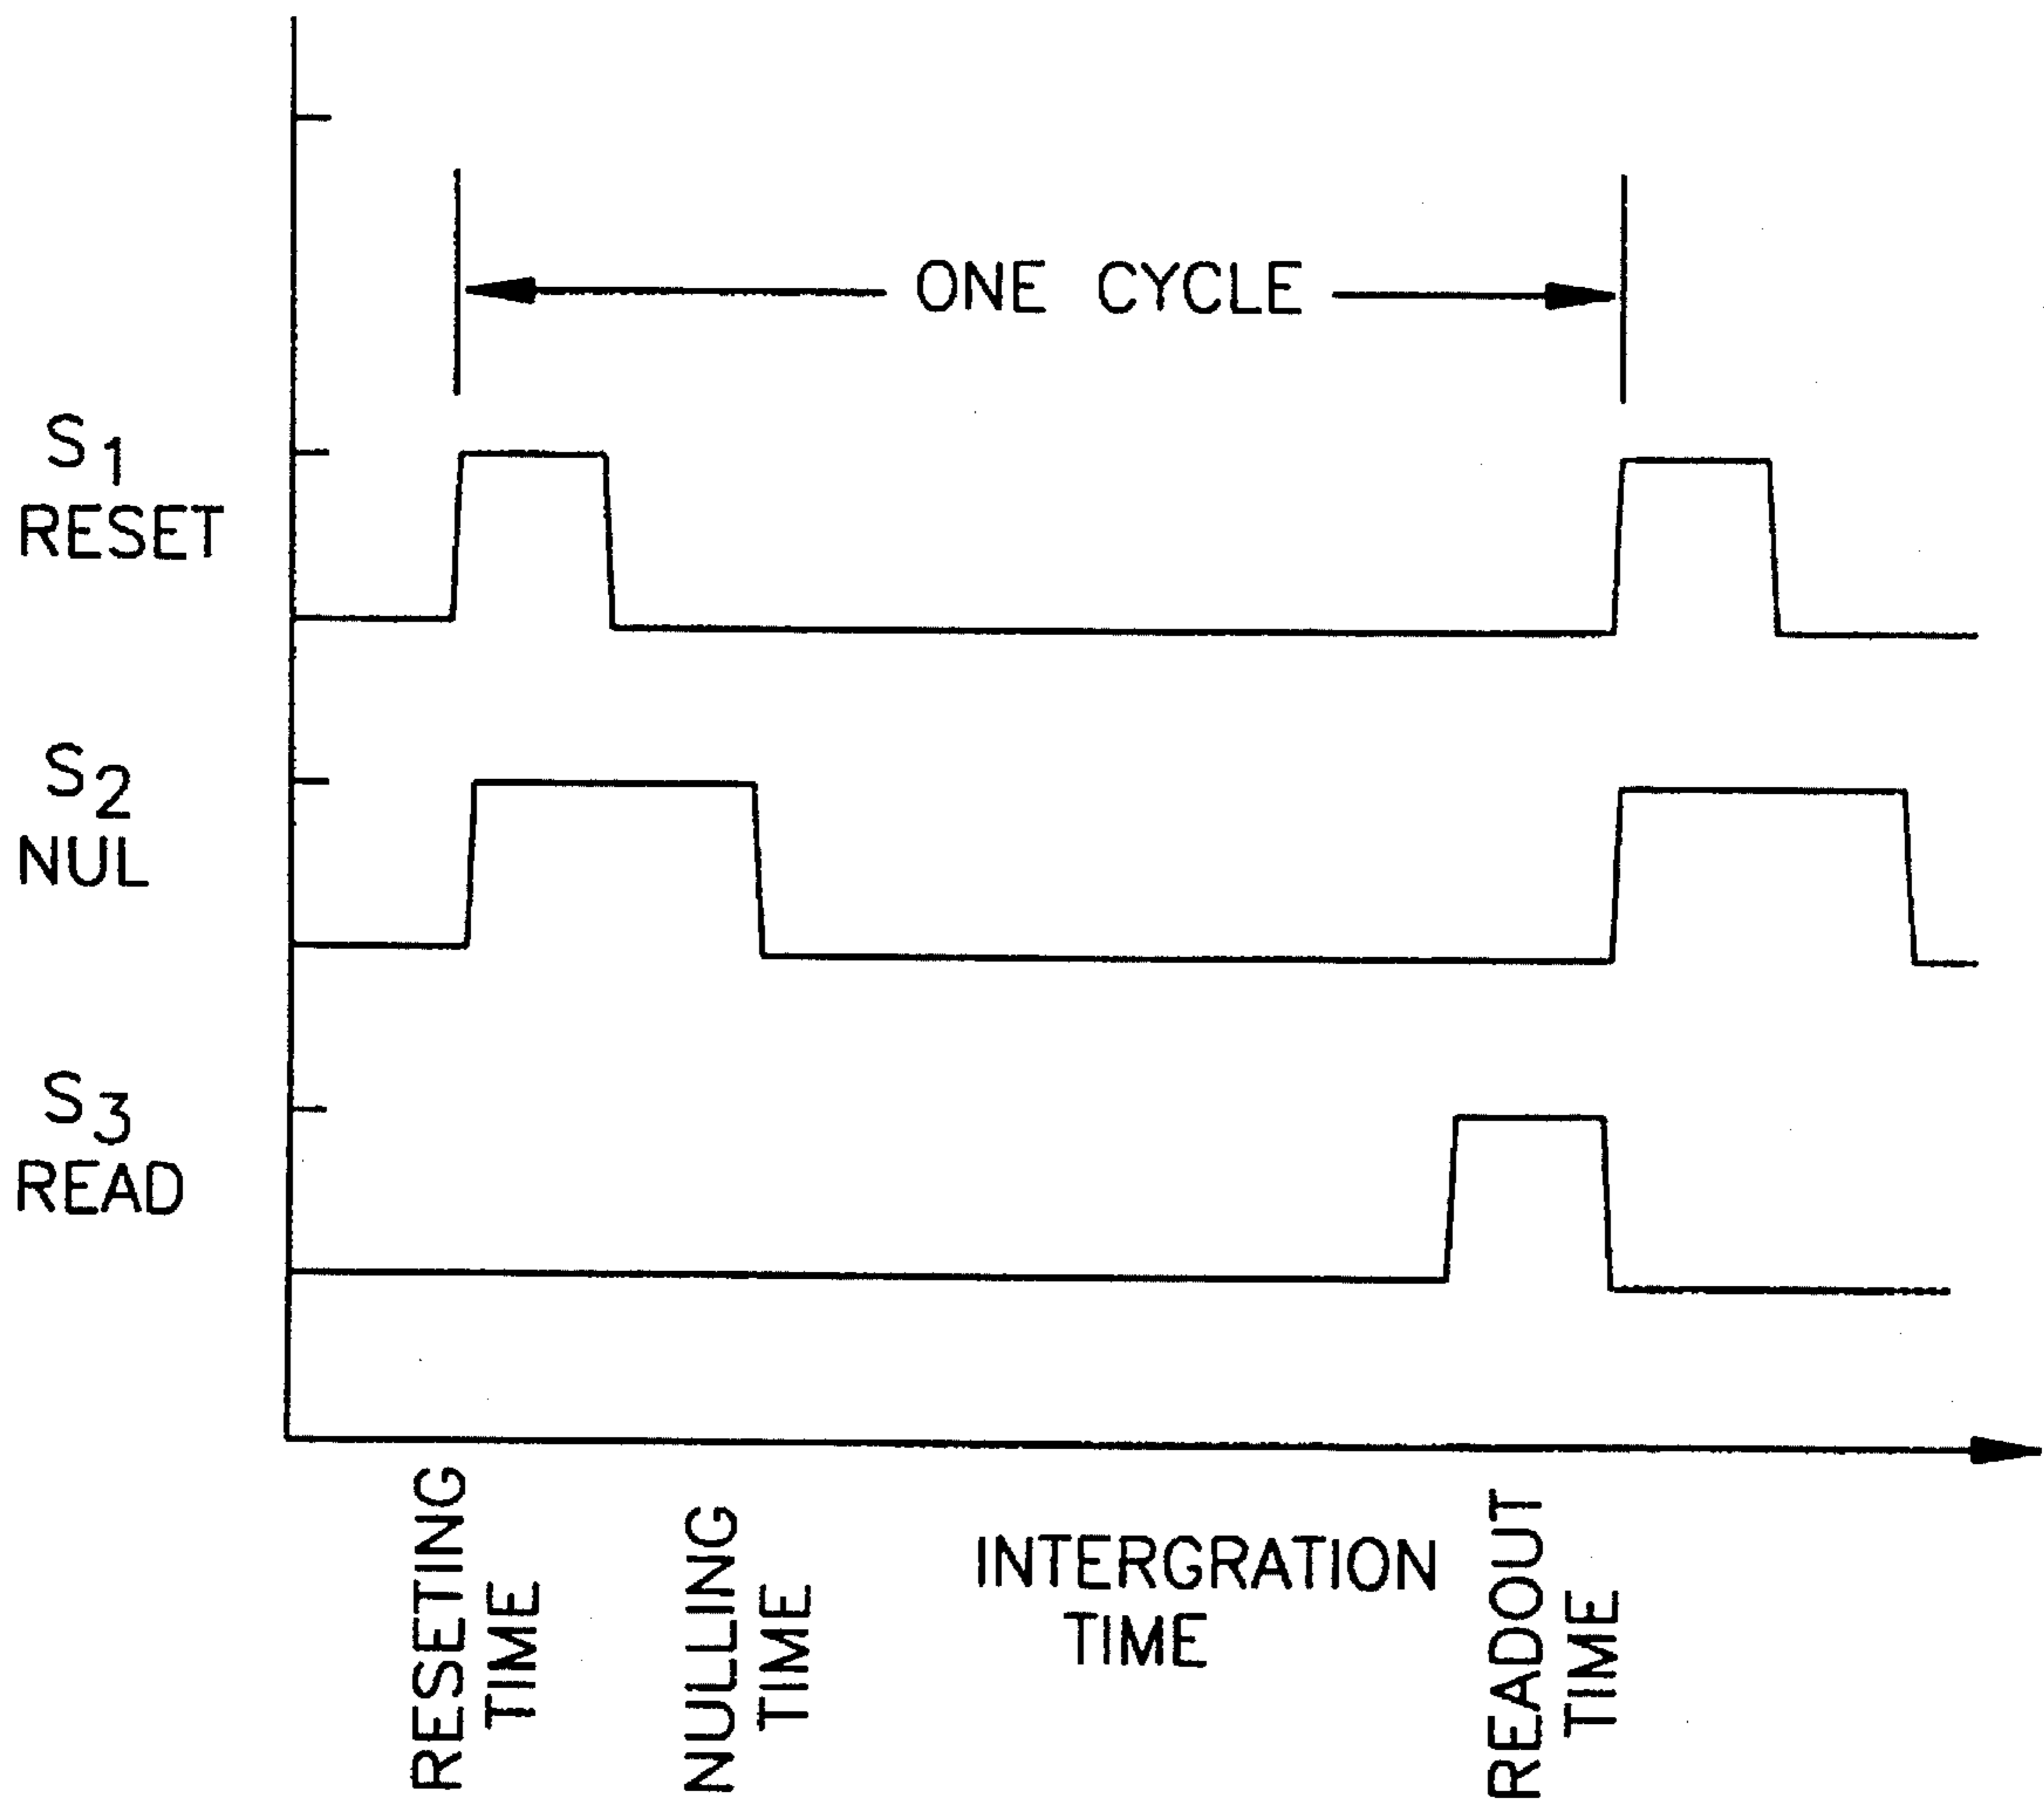 ONE CYCLE
S1
RESET
S2
NUL
S3
READ
RESETING
TIME
NULLING
TIME
INTERGRATION
TIME
READOUT
TIME